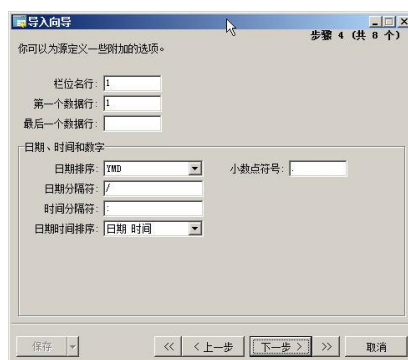 导入向导
步骤 4 (共 8 个)
你可以为源定义一些附加的选项。
栏位名行: 1
第一个数据行: 1
最后一个数据行:
日期、时间和数字
日期排序: YMD
小数点符号: .
日期分隔符: /
时间分隔符: :
日期时间排序: 日期 时间
保存
<<
< 上一步
下一步 >
>>
取消